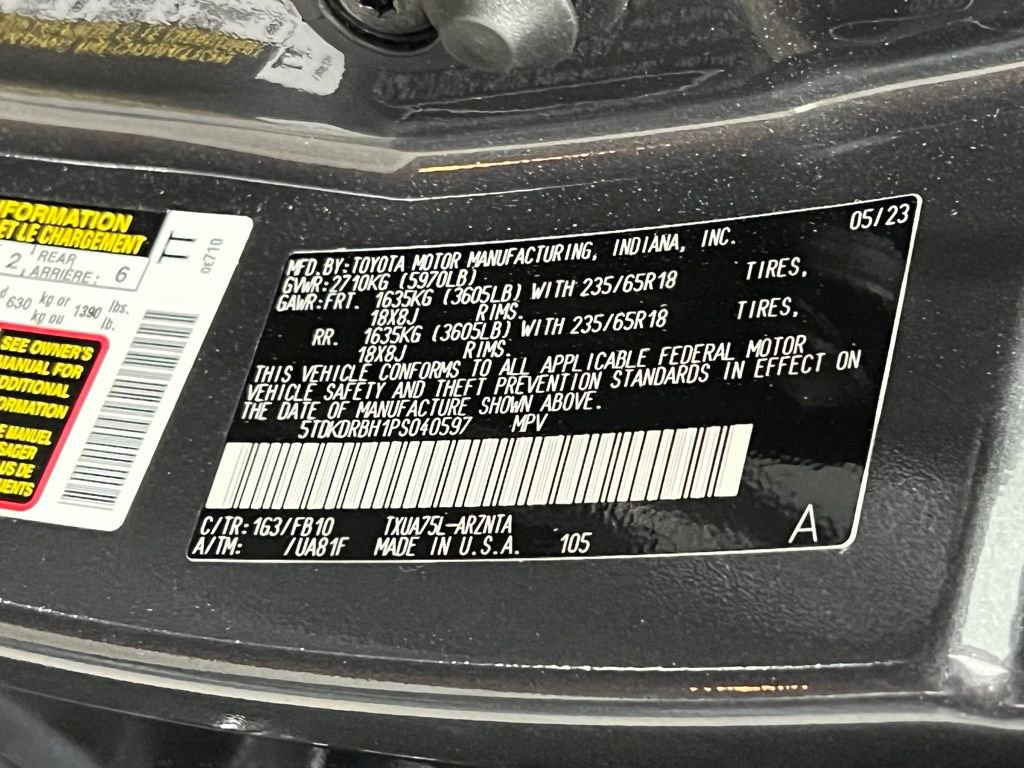 INFORMATION
ET LE CHARGEMENT
2 REAR
ARRIÈRE: 6
630 kg or 1390 lbs.
kg ou lb.
SEE OWNER'S
MANUAL FOR
ADDITIONAL
INFORMATION
MANUEL
TT
0E710
05/23
MFD.BY:TOYOTA MOTOR MANUFACTURING, INDIANA, INC.
GVWR:2710KG (5970LB)
GAWR:FRT. 1635KG (3605LB) WITH 235/65R18 TIRES,
18X8J RIMS.
RR. 1635KG (3605LB) WITH 235/65R18 TIRES,
18X8J RIMS.
THIS VEHICLE CONFORMS TO ALL APPLICABLE FEDERAL MOTOR
VEHICLE SAFETY AND THEFT PREVENTION STANDARDS IN EFFECT ON
THE DATE OF MANUFACTURE SHOWN ABOVE.
5TDKDRBH1PS040597 MPV
C/TR:1G3/FB10 TXUA75L-ARZNTA
A/TM: /UA81F MADE IN U.S.A. 105
A